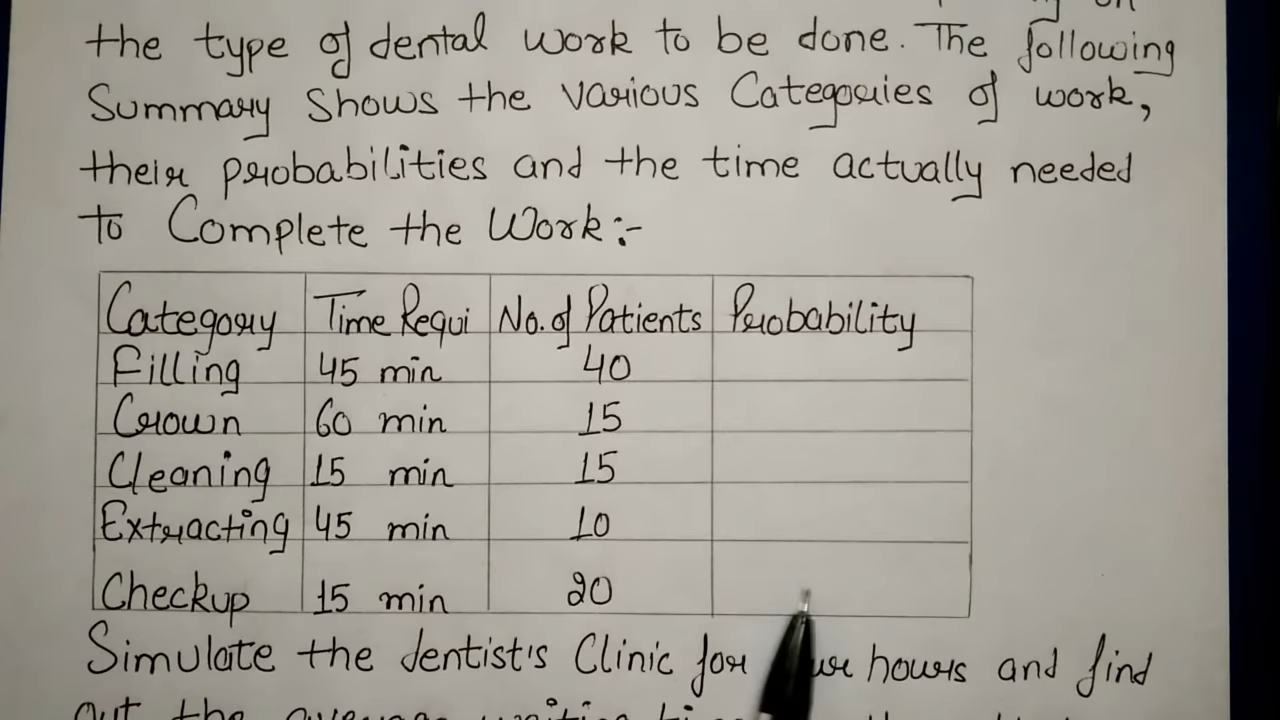 the type of dental work to be done. The following
Summary Shows the various Categories of work,
their probabilities and the time actually needed
to Complete the Work:-
Category Time Requi No. of Patients Probability
Filling 45 min 40
Crown 60 min 15
Cleaning 15 min 15
Extracting 45 min 10
Checkup 15 min 20
Simulate the dentist's Clinic for hours and find
out the average